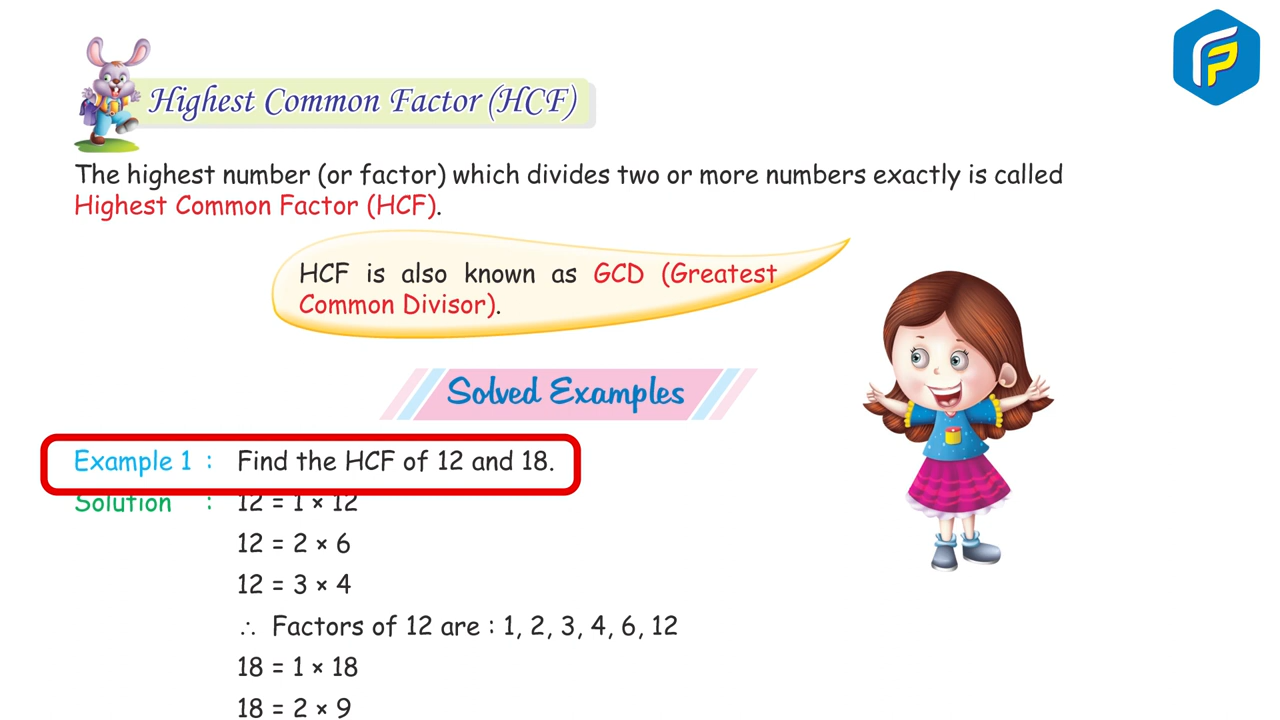 Highest Common Factor (HCF)
The highest number (or factor) which divides two or more numbers exactly is called
Highest Common Factor (HCF).
HCF is also known as GCD (Greatest
Common Divisor).
Solved Examples
Example 1 : Find the HCF of 12 and 18.
Solution : 12 = 1 × 12
12 = 2 × 6
12 = 3 × 4
∴ Factors of 12 are : 1, 2, 3, 4, 6, 12
18 = 1 × 18
18 = 2 × 9